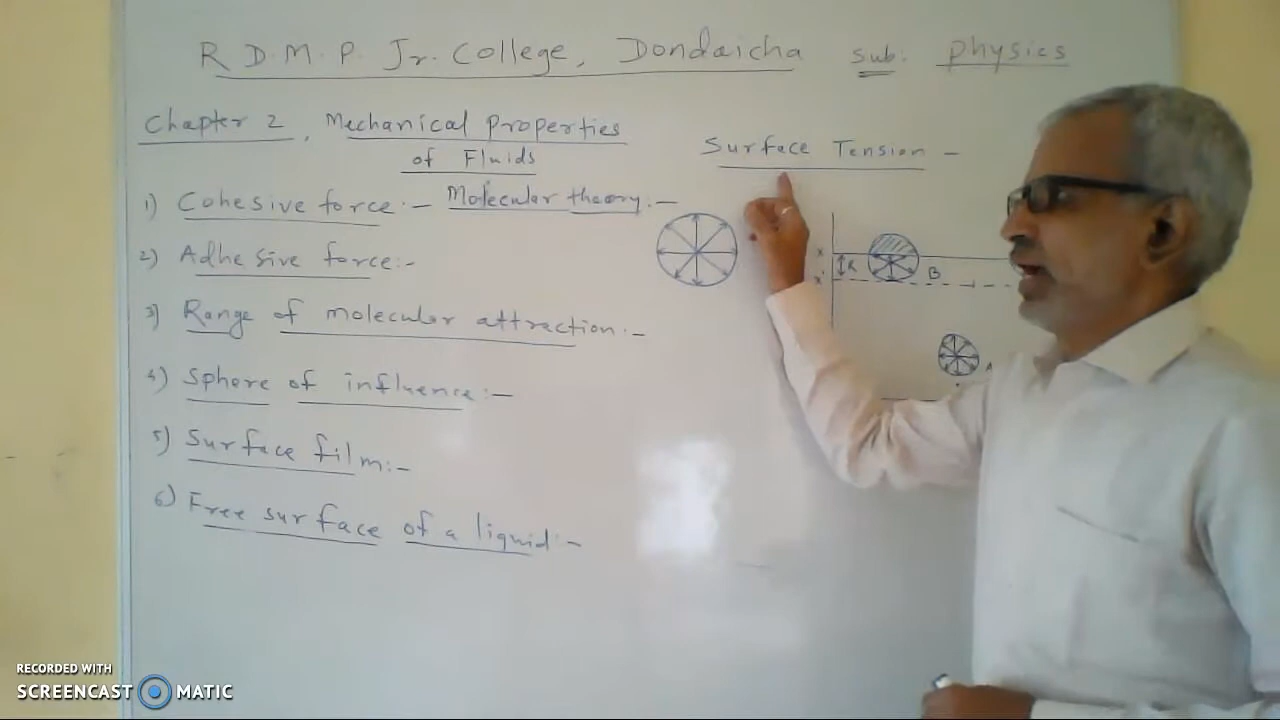 R D. M. P. Jr. College, Dondaicha sub. physics
Chapter 2, Mechanical properties
of Fluids
Surface Tension -
1) Cohesive force :- Molecular theory :-
2) Adhesive force:-
3) Range of molecular attraction :-
4) Sphere of influence:-
5) Surface film:-
6) Free surface of a liquid:-
x
R
B
x'
A
RECORDED WITH
SCREENCAST MATIC